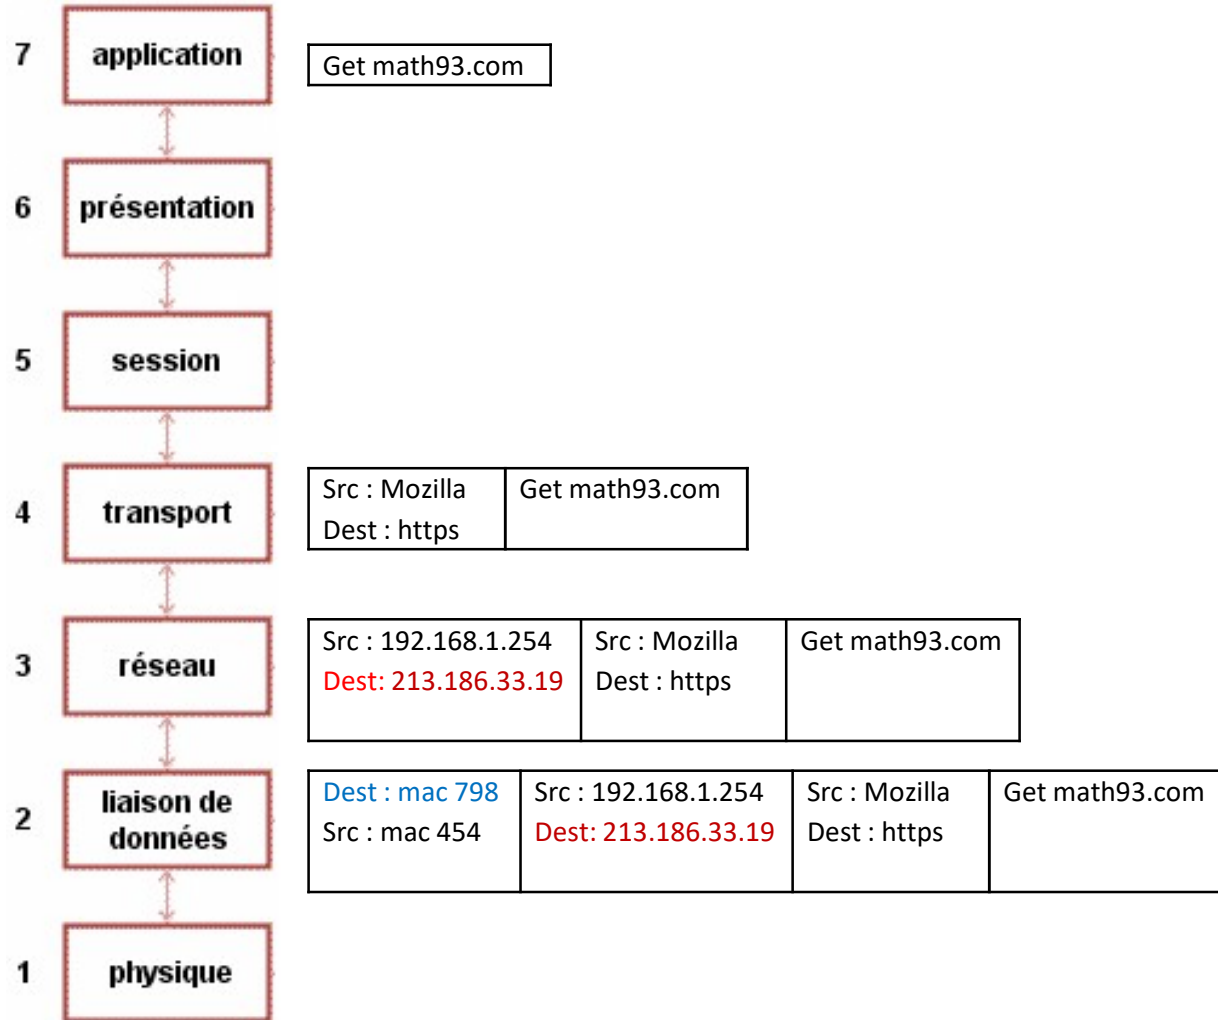 7
application
Get math93.com
6
présentation
5
session
4
transport
Src : Mozilla
Dest : https
Get math93.com
3
réseau
Src : 192.168.1.254
Dest: 213.186.33.19
Src : Mozilla
Dest : https
Get math93.com
2
liaison de
données
Dest : mac 798
Src : mac 454
Src : 192.168.1.254
Dest: 213.186.33.19
Src : Mozilla
Dest : https
Get math93.com
1
physique